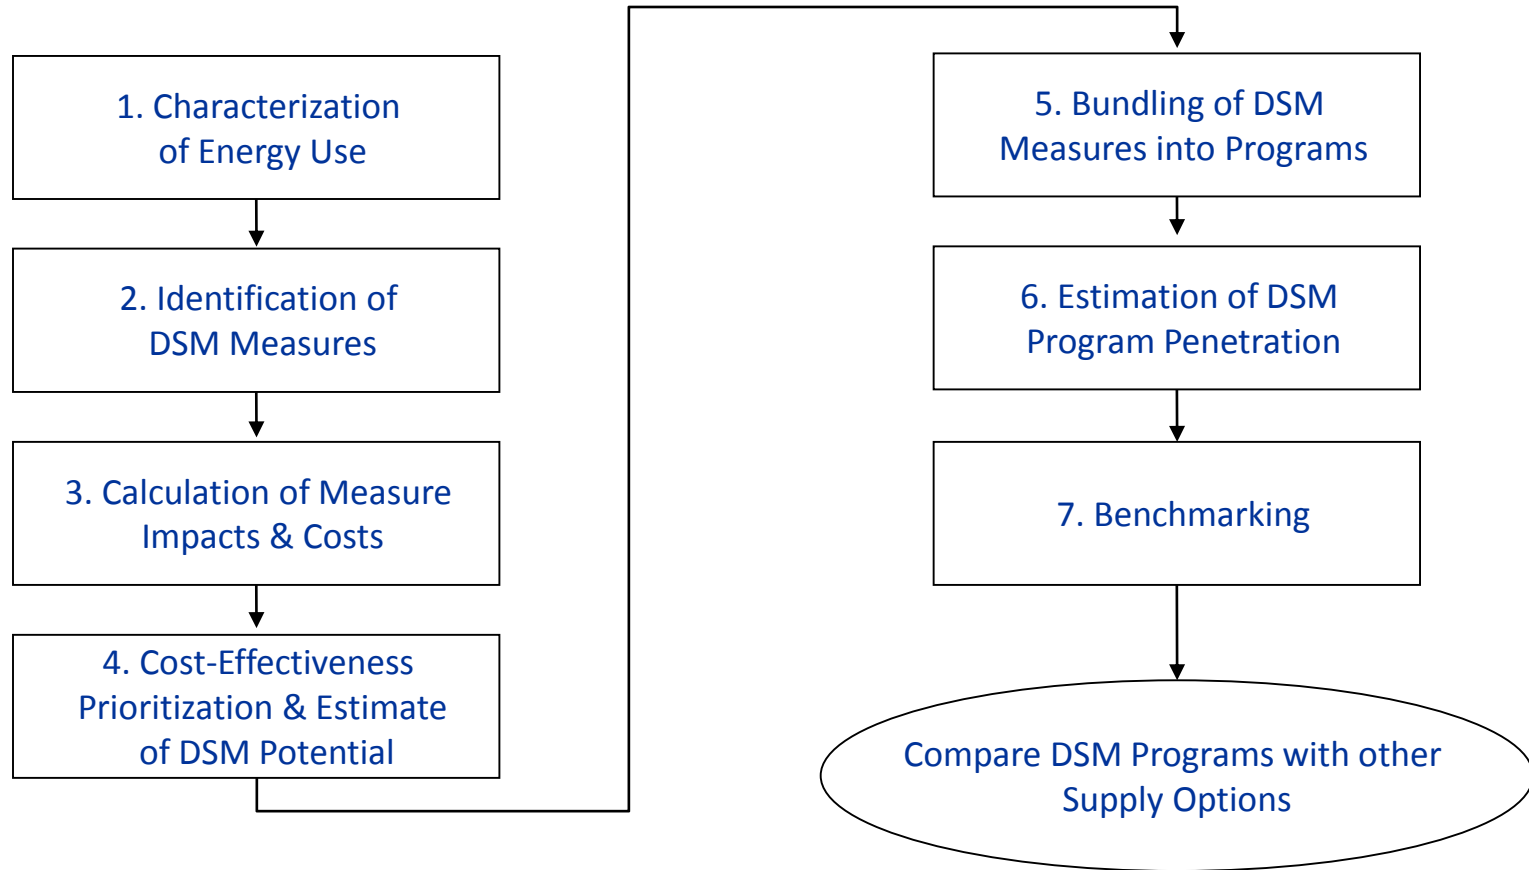 1. Characterization
of Energy Use
2. Identification of
DSM Measures
3. Calculation of Measure
Impacts & Costs
4. Cost-Effectiveness
Prioritization & Estimate
of DSM Potential
5. Bundling of DSM
Measures into Programs
6. Estimation of DSM
Program Penetration
7. Benchmarking
Compare DSM Programs with other
Supply Options